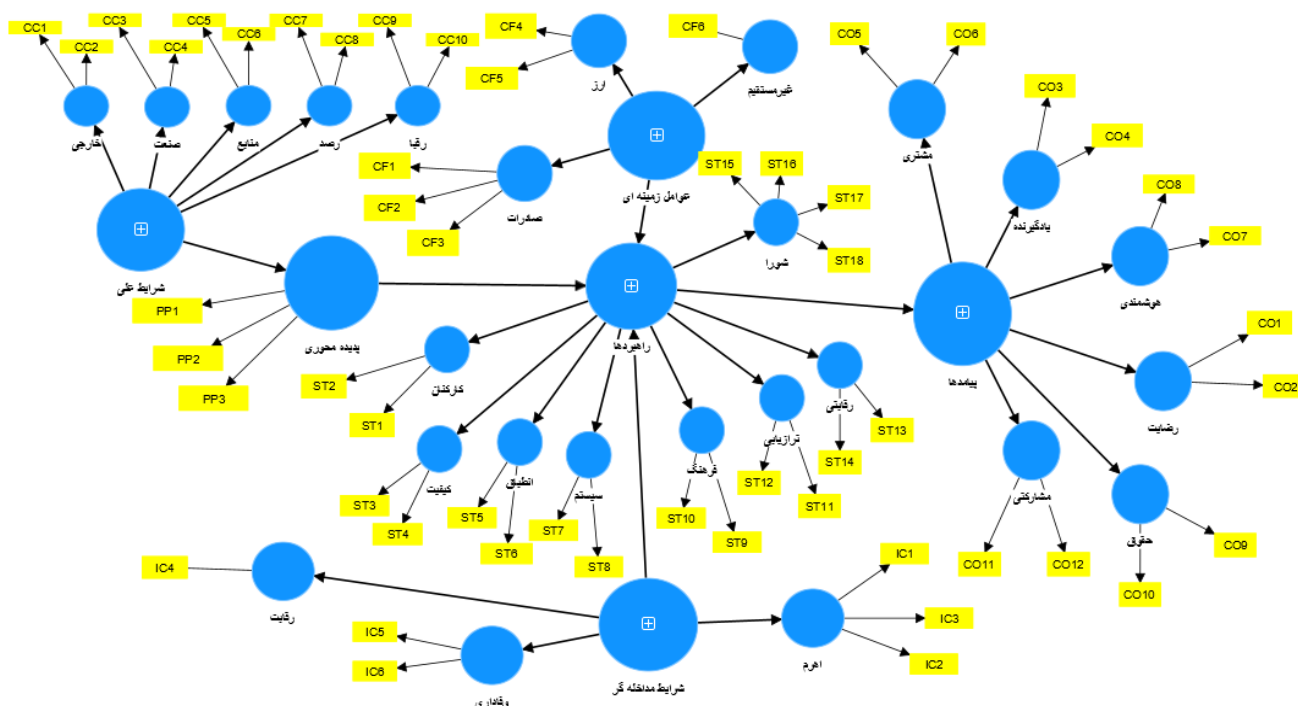 CC1
CC2
CC3
CC4
CC5
CC6
CC7
CC8
CC9
CC10
خارجی
صنعت
منابع
رصد
رقبا
شرایط علی
CF4
CF5
ارز
CF6
غیرمستقیم
CF1
CF2
CF3
صادرات
عوامل زمینه ای
ST15
ST16
ST17
ST18
شورا
CO5
CO6
مشتری
CO3
CO4
یادگیرنده
CO8
CO7
هوشمندی
CO1
CO2
رضایت
پیامدها
PP1
PP2
PP3
پدیده محوری
راهبردها
ST2
ST1
کارکنان
ST3
ST4
کیفیت
ST5
ST6
انطباق
ST7
ST8
سیستم
ST10
ST9
فرهنگ
ST12
ST11
ترازیابی
ST14
ST13
رقابتی
CO11
CO12
مشارکتی
CO10
CO9
حقوق
IC4
رقابت
IC5
IC6
وفاداری
شرایط مداخله گر
IC1
IC3
IC2
اهرم